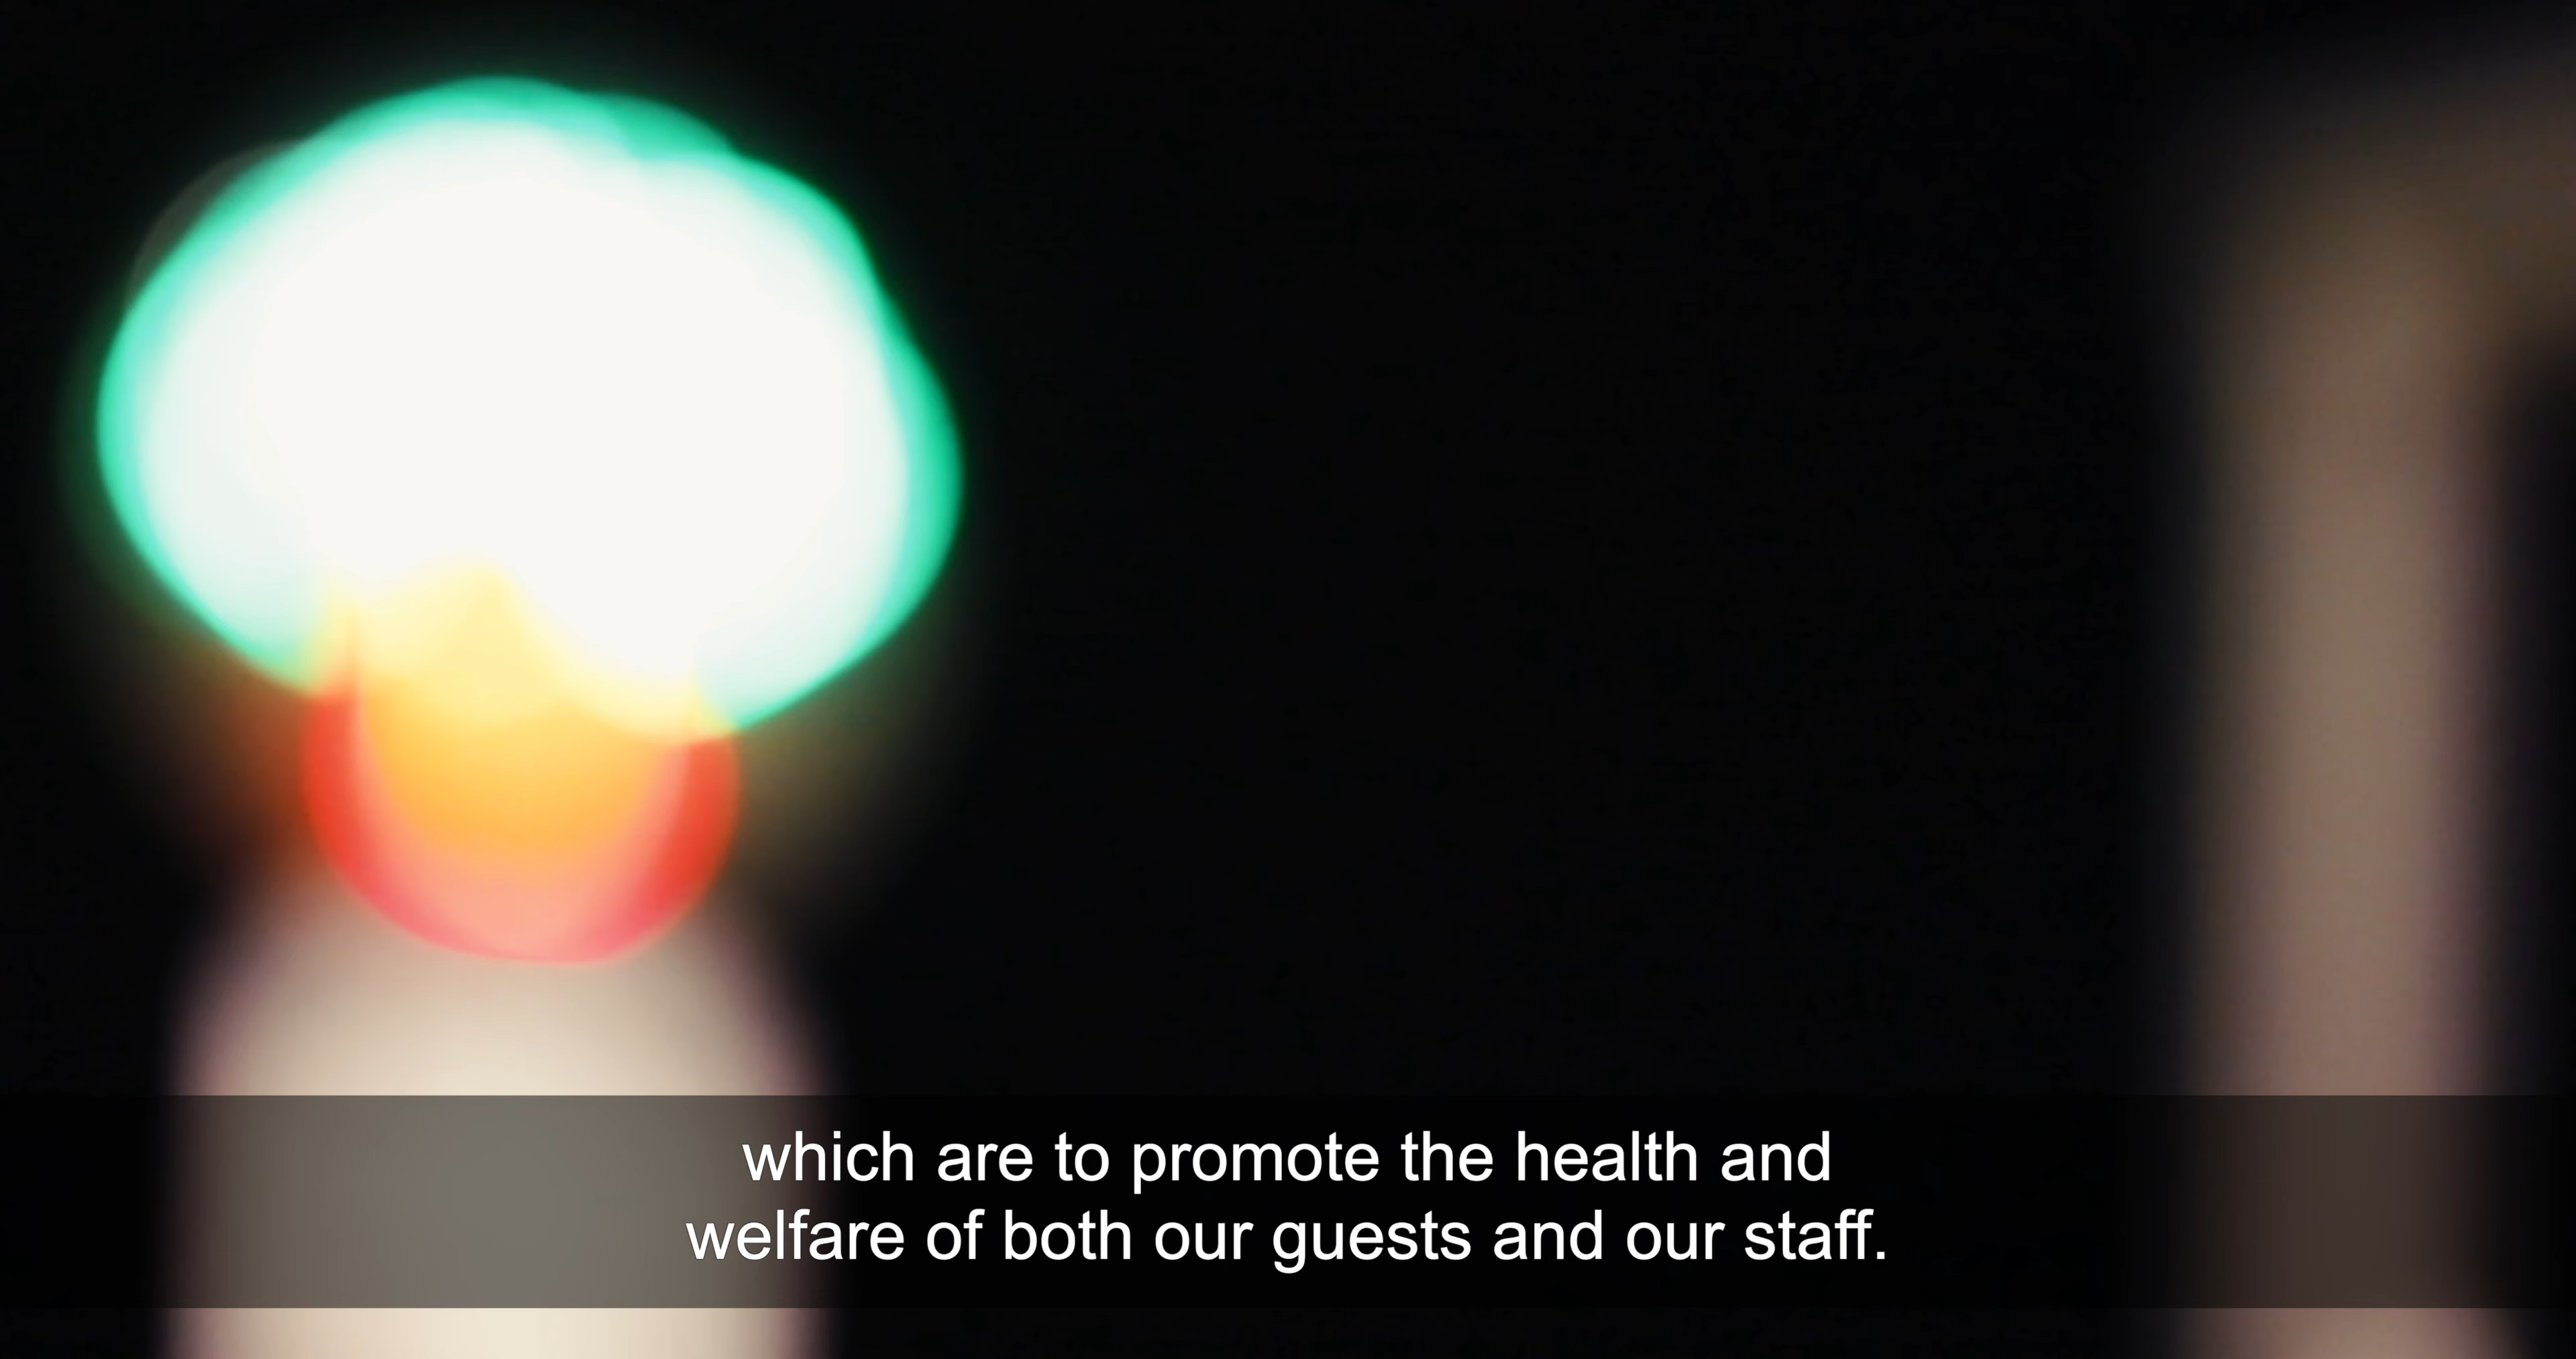 which are to promote the health and
welfare of both our guests and our staff.